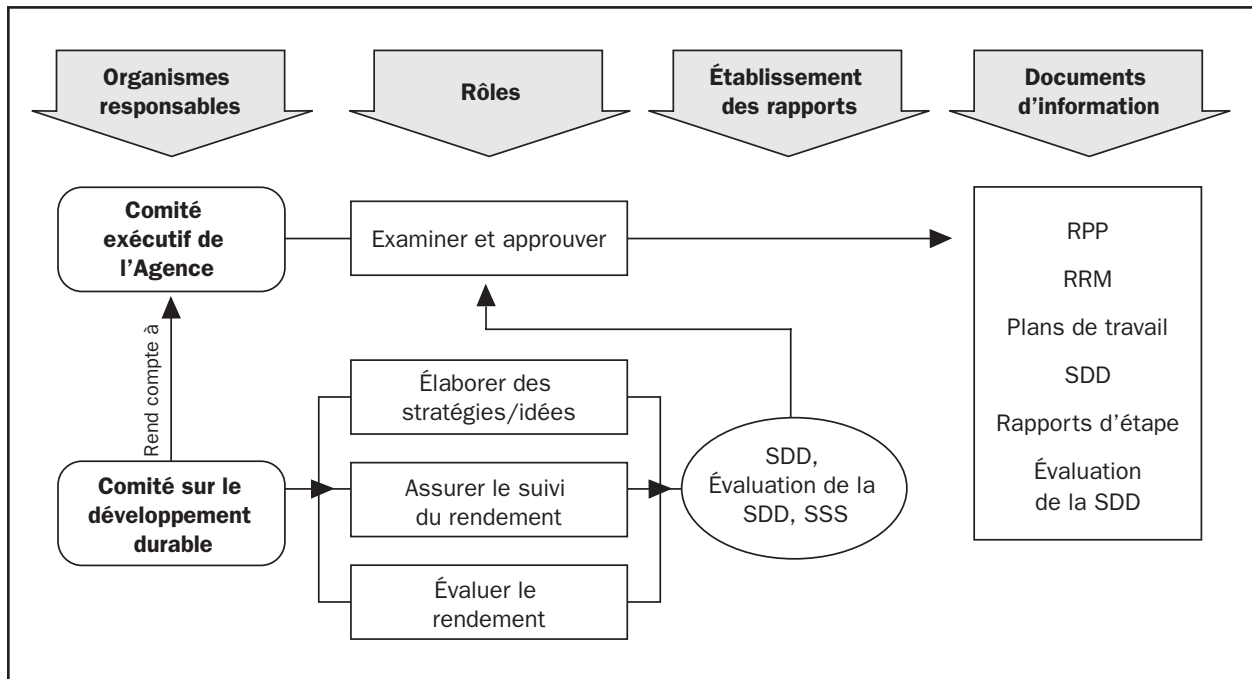 Organismes
responsables
Rôles
Établissement
des rapports
Documents
d'information
Comité
exécutif de
l'Agence
Examiner et approuver
RPP
RRM
Plans de travail
SDD
Rapports d'étape
Évaluation
de la SDD
Rend compte à
Élaborer des
stratégies/idées
Comité sur le
développement
durable
Assurer le suivi
du rendement
Évaluer le
rendement
SDD,
Évaluation de la
SDD, SSS